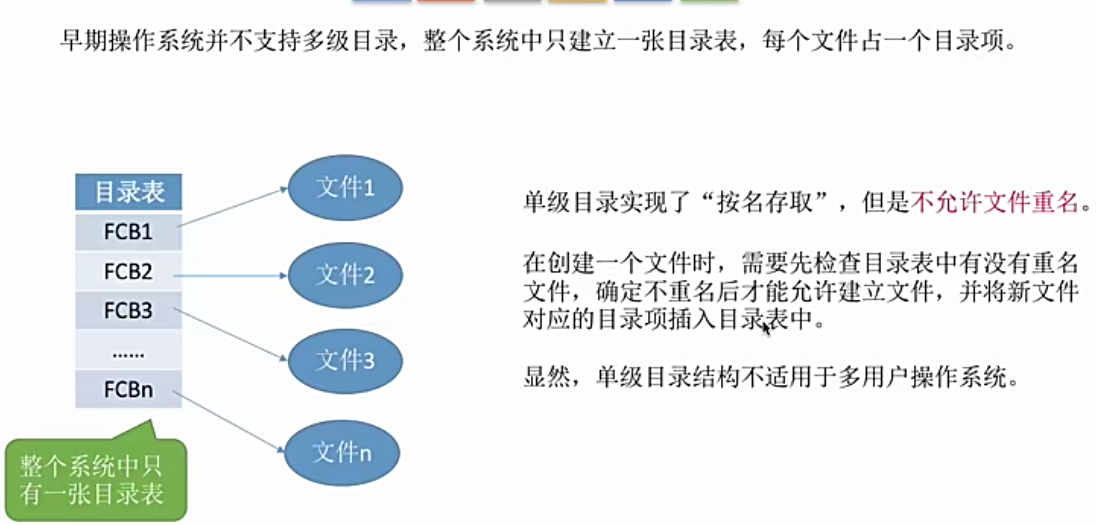 早期操作系统并不支持多级目录，整个系统中只建立一张目录表，每个文件占一个目录项。
目录表
FCB1
FCB2
FCB3
……
FCBn
文件1
文件2
文件3
文件n
整个系统中只
有一张目录表
单级目录实现了“按名存取”，但是不允许文件重名。
在创建一个文件时，需要先检查目录表中有没有重名
文件，确定不重名后才能允许建立文件，并将新文件
对应的目录项插入目录表中。
显然，单级目录结构不适用于多用户操作系统。